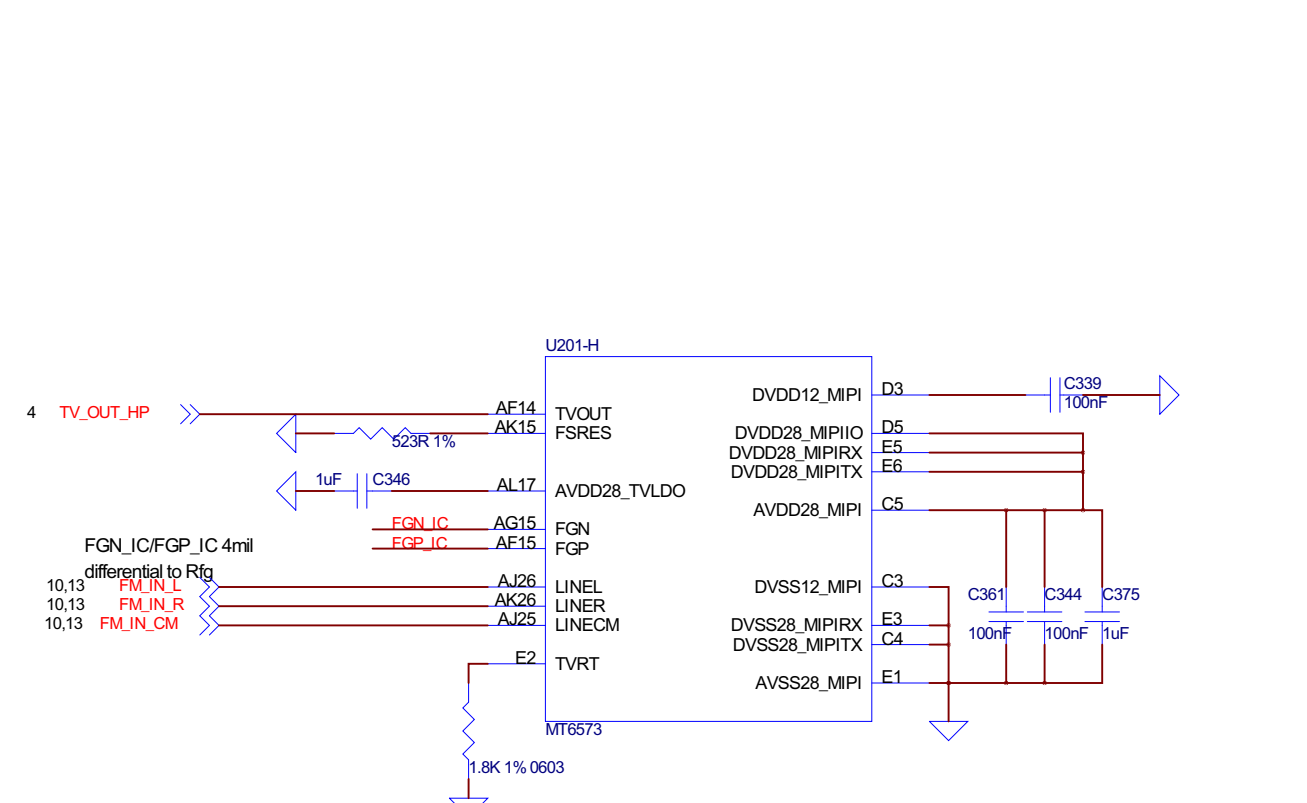 U201-H
4 TV_OUT_HP
AF14 TVOUT
AK15 FSRES
523R 1%
1uF C346
AL17 AVDD28_TVLDO
FGN_IC AG15 FGN
FGP_IC AF15 FGP
FGN_IC/FGP_IC 4mil
differential to Rfg
10,13 FM_IN_L AJ26 LINEL
10,13 FM_IN_R AK26 LINER
10,13 FM_IN_CM AJ25 LINECM
E2 TVRT
1.8K 1% 0603
DVDD12_MIPI D3
C339
100nF
DVDD28_MIPIIO D5
DVDD28_MIPIRX E5
DVDD28_MIPITX E6
AVDD28_MIPI C5
DVSS12_MIPI C3
DVSS28_MIPIRX E3
DVSS28_MIPITX C4
AVSS28_MIPI E1
C361 C344 C375
100nF 100nF 1uF
MT6573